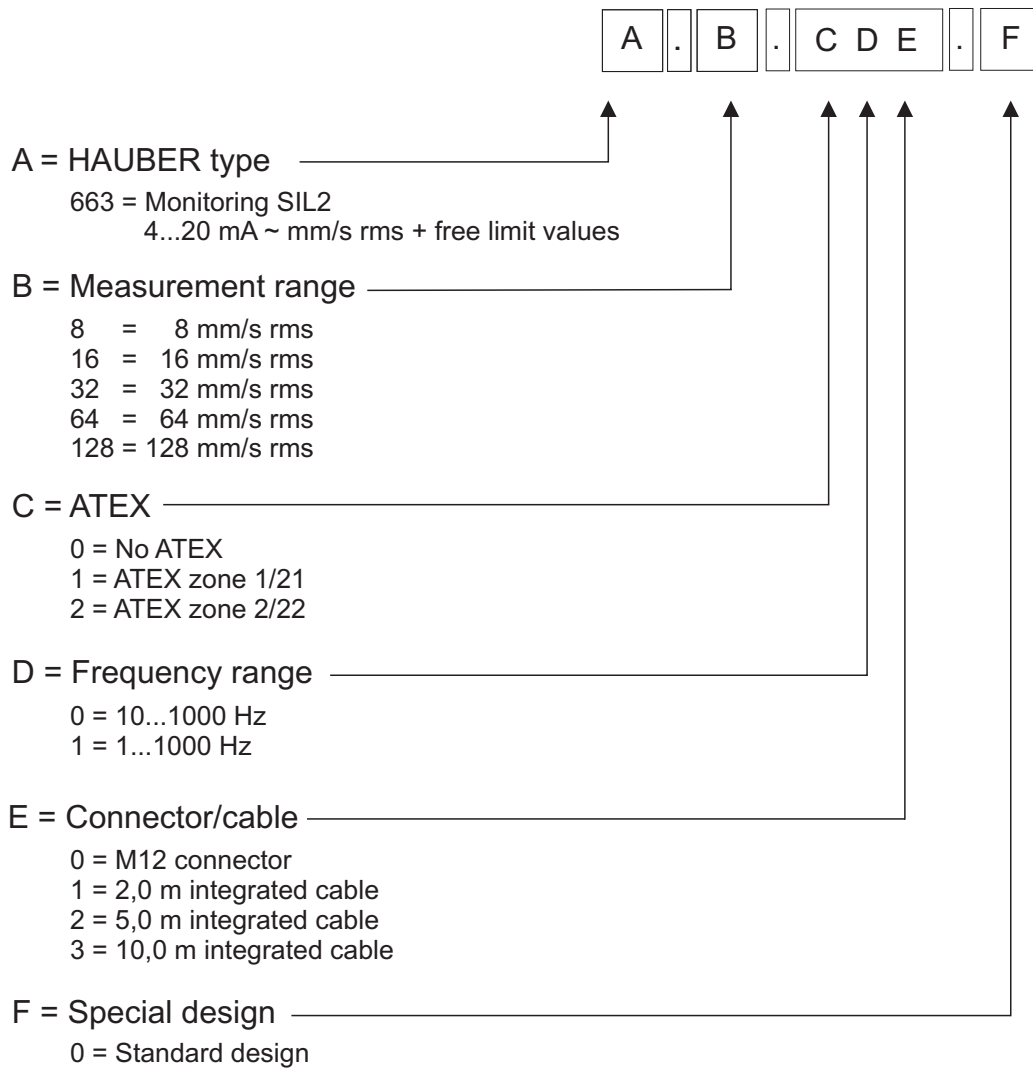 A . B . C D E . F
A = HAUBER type
663 = Monitoring SIL2
4...20 mA ~ mm/s rms + free limit values
B = Measurement range
8 = 8 mm/s rms
16 = 16 mm/s rms
32 = 32 mm/s rms
64 = 64 mm/s rms
128 = 128 mm/s rms
C = ATEX
0 = No ATEX
1 = ATEX zone 1/21
2 = ATEX zone 2/22
D = Frequency range
0 = 10...1000 Hz
1 = 1...1000 Hz
E = Connector/cable
0 = M12 connector
1 = 2,0 m integrated cable
2 = 5,0 m integrated cable
3 = 10,0 m integrated cable
F = Special design
0 = Standard design